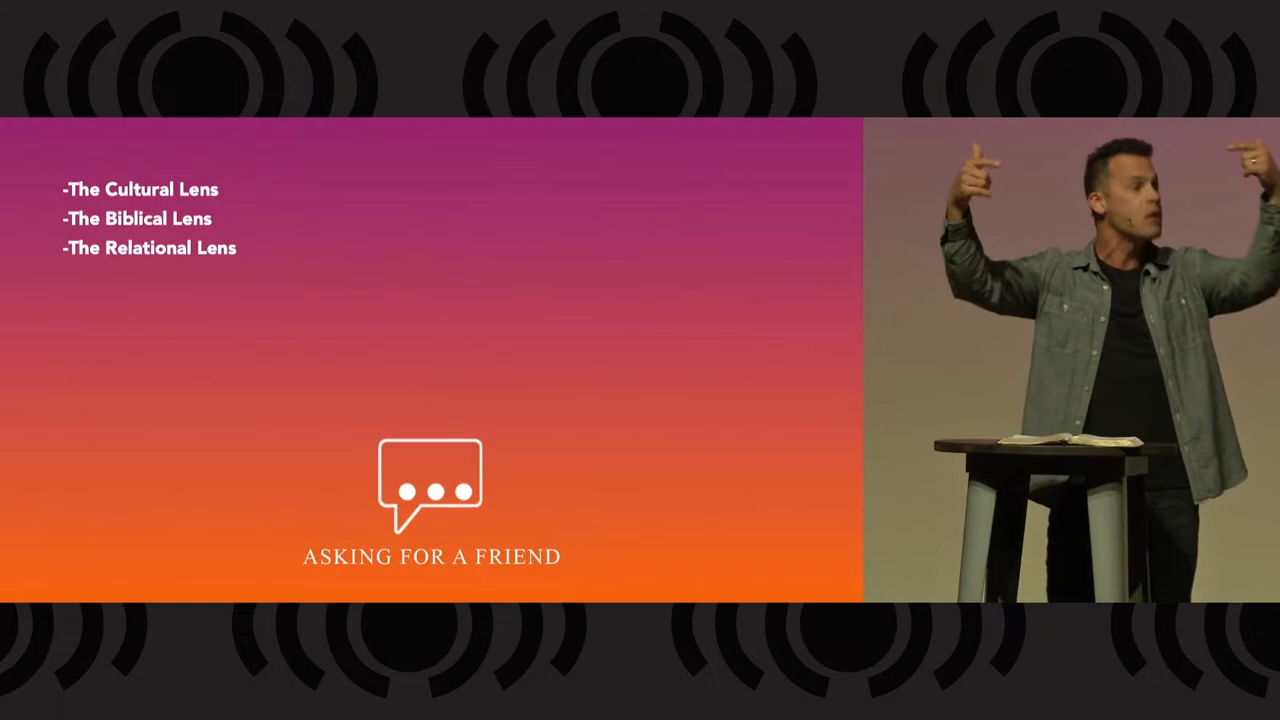 -The Cultural Lens
-The Biblical Lens
-The Relational Lens
ASKING FOR A FRIEND